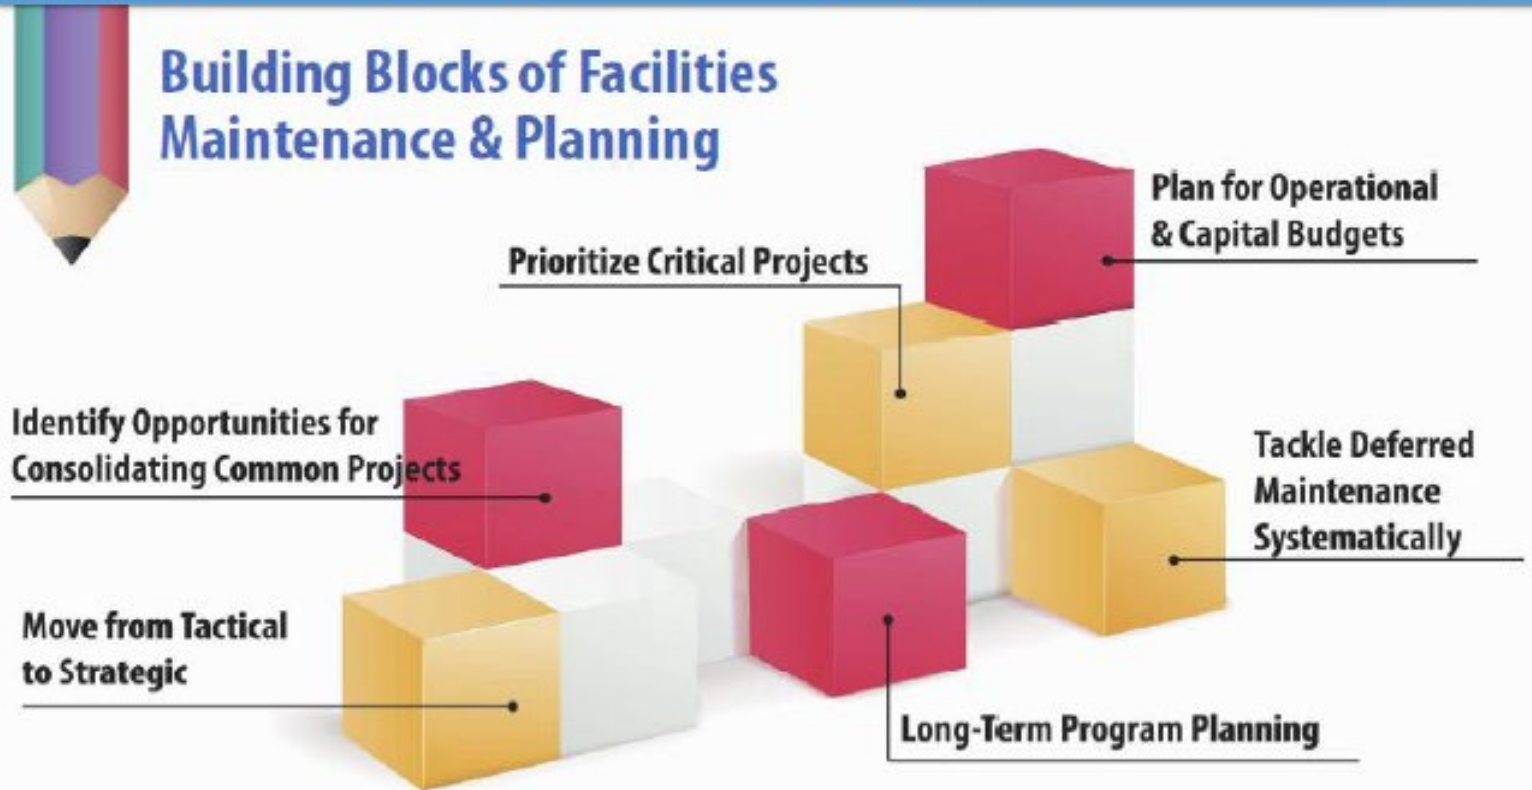 Building Blocks of Facilities
Maintenance & Planning
Plan for Operational
& Capital Budgets
Prioritize Critical Projects
Identify Opportunities for
Consolidating Common Projects
Tackle Deferred
Maintenance
Systematically
Move from Tactical
to Strategic
Long-Term Program Planning